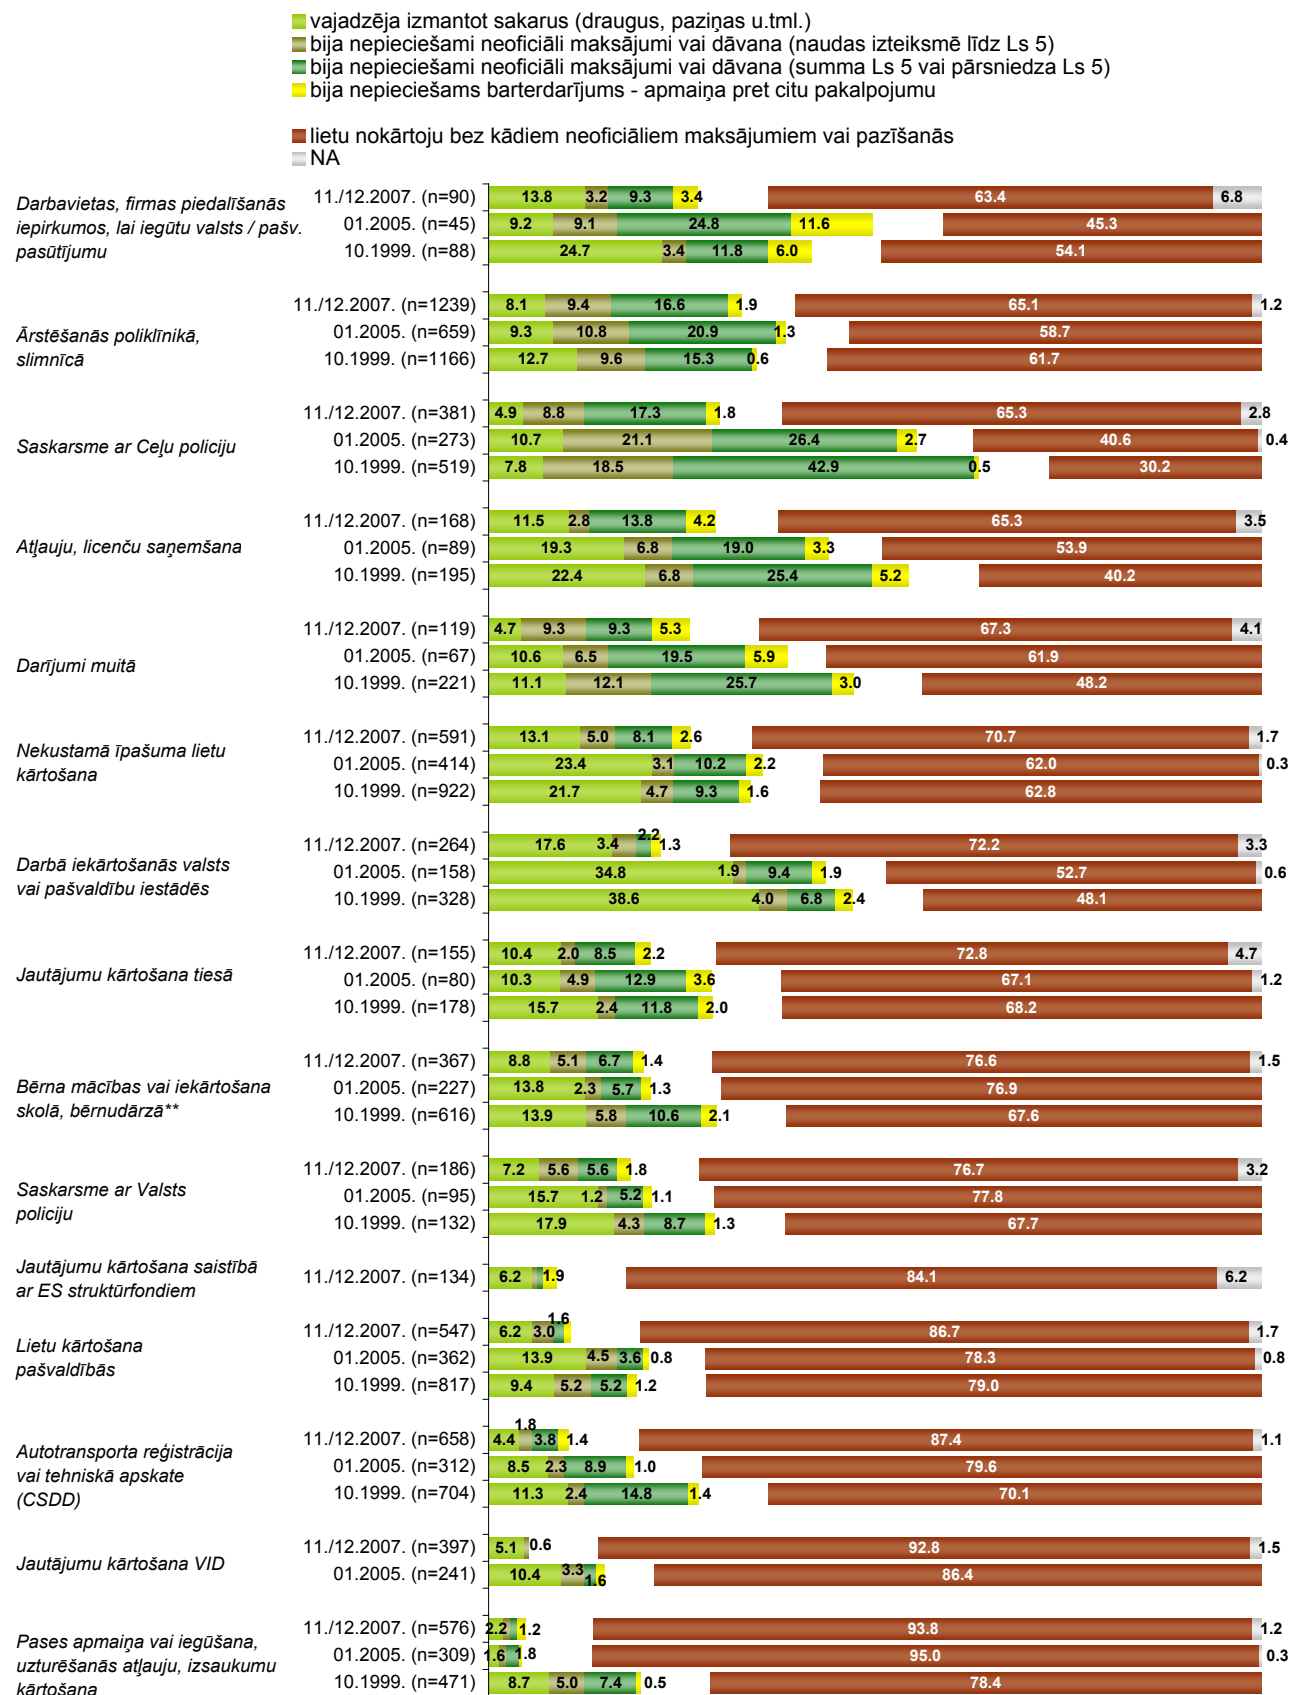 vajadzēja izmantot sakarus (draugus, paziņas u.tml.)
bija nepieciešami neoficiāli maksājumi vai dāvana (naudas izteiksmē līdz Ls 5)
bija nepieciešami neoficiāli maksājumi vai dāvana (summa Ls 5 vai pārsniedza Ls 5)
bija nepieciešams barterdarījums - apmaiņa pret citu pakalpojumu
lietu nokārtoju bez kādiem neoficiāliem maksājumiem vai pazīšanās
NA
Darbavietas, firmas piedalīšanās
iepirkumos, lai iegūtu valsts / pašv.
pasūtījumu
11./12.2007. (n=90) 13.8 3.2 9.3 3.4 63.4 6.8
01.2005. (n=45) 9.2 9.1 24.8 11.6 45.3
10.1999. (n=88) 24.7 3.4 11.8 6.0 54.1
Ārstēšanās poliklīnikā,
slimnīcā
11./12.2007. (n=1239) 8.1 9.4 16.6 1.9 65.1 1.2
01.2005. (n=659) 9.3 10.8 20.9 1.3 58.7
10.1999. (n=1166) 12.7 9.6 15.3 0.6 61.7
Saskarsme ar Ceļu policiju
11./12.2007. (n=381) 4.9 8.8 17.3 1.8 65.3 2.8
01.2005. (n=273) 10.7 21.1 26.4 2.7 40.6 0.4
10.1999. (n=519) 7.8 18.5 42.9 0.5 30.2
Atļauju, licenču saņemšana
11./12.2007. (n=168) 11.5 2.8 13.8 4.2 65.3 3.5
01.2005. (n=89) 19.3 6.8 19.0 3.3 53.9
10.1999. (n=195) 22.4 6.8 25.4 5.2 40.2
Darījumi muitā
11./12.2007. (n=119) 4.7 9.3 9.3 5.3 67.3 4.1
01.2005. (n=67) 10.6 6.5 19.5 5.9 61.9
10.1999. (n=221) 11.1 12.1 25.7 3.0 48.2
Nekustamā īpašuma lietu
kārtošana
11./12.2007. (n=591) 13.1 5.0 8.1 2.6 70.7 1.7
01.2005. (n=414) 23.4 3.1 10.2 2.2 62.0 0.3
10.1999. (n=922) 21.7 4.7 9.3 1.6 62.8
Darbā iekārtošanās valsts
vai pašvaldību iestādēs
11./12.2007. (n=264) 17.6 3.4 2.2 1.3 72.2 3.3
01.2005. (n=158) 34.8 1.9 9.4 1.9 52.7 0.6
10.1999. (n=328) 38.6 4.0 6.8 2.4 48.1
Jautājumu kārtošana tiesā
11./12.2007. (n=155) 10.4 2.0 8.5 2.2 72.8 4.7
01.2005. (n=80) 10.3 4.9 12.9 3.6 67.1 1.2
10.1999. (n=178) 15.7 2.4 11.8 2.0 68.2
Bērna mācības vai iekārtošana
skolā, bērnudārzā**
11./12.2007. (n=367) 8.8 5.1 6.7 1.4 76.6 1.5
01.2005. (n=227) 13.8 2.3 5.7 1.3 76.9
10.1999. (n=616) 13.9 5.8 10.6 2.1 67.6
Saskarsme ar Valsts
policiju
11./12.2007. (n=186) 7.2 5.6 5.6 1.8 76.7 3.2
01.2005. (n=95) 15.7 1.2 5.2 1.1 77.8
10.1999. (n=132) 17.9 4.3 8.7 1.3 67.7
Jautājumu kārtošana saistībā
ar ES struktūrfondiem
11./12.2007. (n=134) 6.2 1.9 84.1 6.2
Lietu kārtošana
pašvaldībās
11./12.2007. (n=547) 6.2 3.0 1.6 86.7 1.7
01.2005. (n=362) 13.9 4.5 3.6 0.8 78.3 0.8
10.1999. (n=817) 9.4 5.2 5.2 1.2 79.0
Autotransporta reģistrācija
vai tehniskā apskate
(CSDD)
11./12.2007. (n=658) 4.4 1.8 3.8 1.4 87.4 1.1
01.2005. (n=312) 8.5 2.3 8.9 1.0 79.6
10.1999. (n=704) 11.3 2.4 14.8 1.4 70.1
Jautājumu kārtošana VID
11./12.2007. (n=397) 5.1 0.6 92.8 1.5
01.2005. (n=241) 10.4 3.3 1.6 86.4
Pases apmaiņa vai iegūšana,
uzturēšanās atļauju, izsaukumu
kārtošana
11./12.2007. (n=576) 2.2 1.2 93.8 1.2
01.2005. (n=309) 1.6 1.8 95.0 0.3
10.1999. (n=471) 8.7 5.0 7.4 0.5 78.4